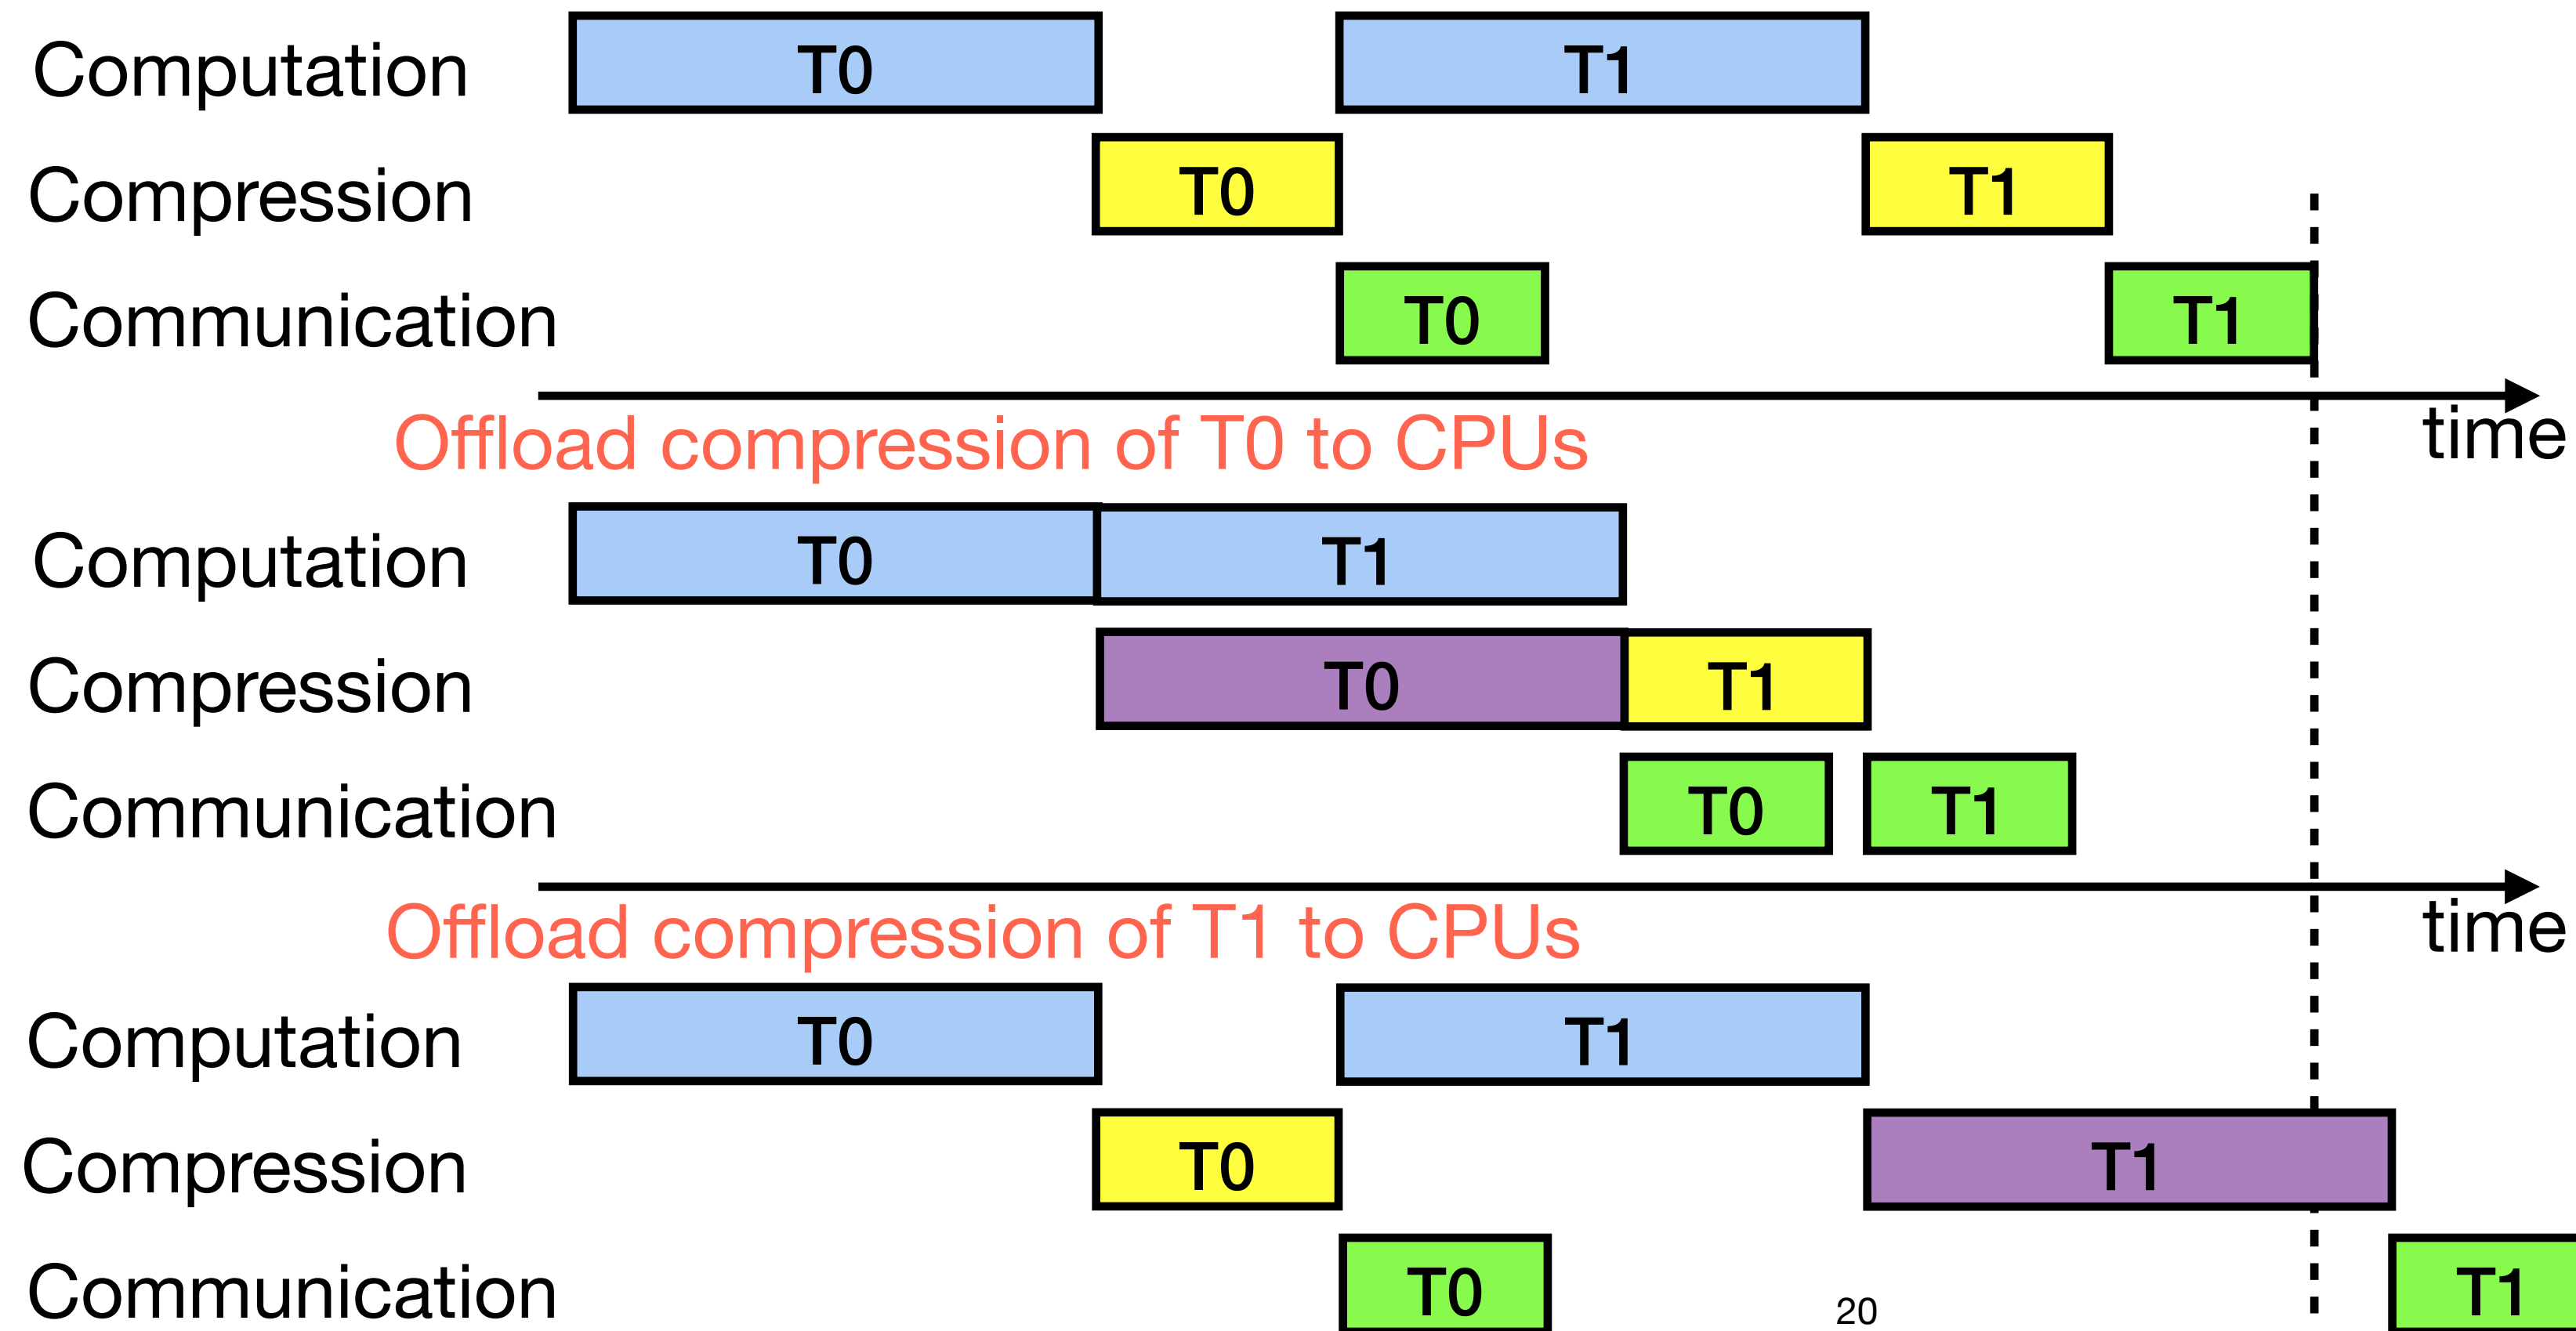 Computation T0 T1
Compression T0 T1
Communication T0 T1
Offload compression of T0 to CPUs time
Computation T0 T1
Compression T0 T1
Communication T0 T1
Offload compression of T1 to CPUs time
Computation T0 T1
Compression T0 T1
Communication T0 T1
20